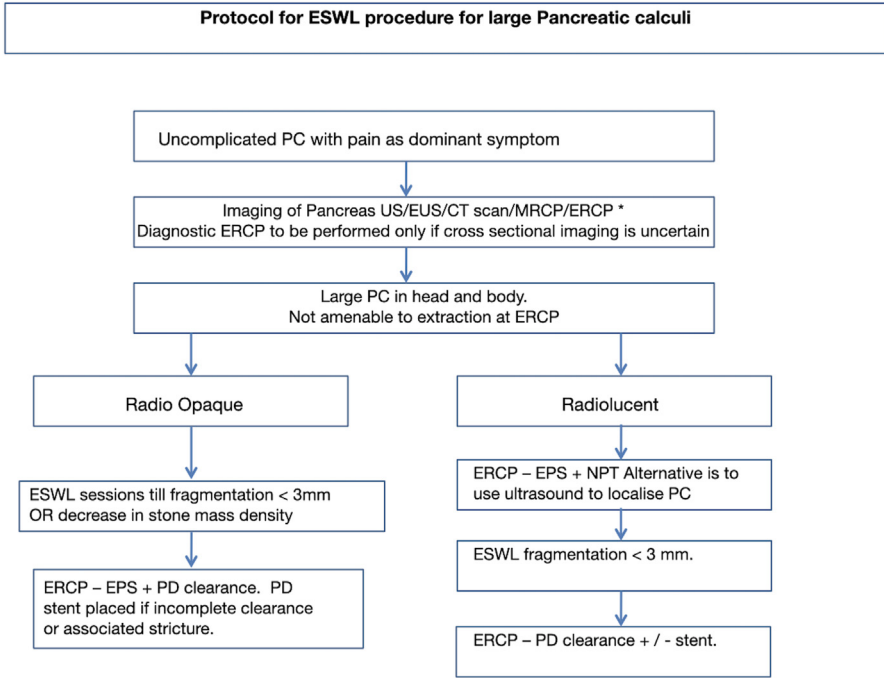 Protocol for ESWL procedure for large Pancreatic calculi
Uncomplicated PC with pain as dominant symptom
Imaging of Pancreas US/EUS/CT scan/MRCP/ERCP *
Diagnostic ERCP to be performed only if cross sectional imaging is uncertain
Large PC in head and body.
Not amenable to extraction at ERCP
Radio Opaque
ESWL sessions till fragmentation < 3mm
OR decrease in stone mass density
ERCP – EPS + PD clearance. PD
stent placed if incomplete clearance
or associated stricture.
Radiolucent
ERCP – EPS + NPT Alternative is to
use ultrasound to localise PC
ESWL fragmentation < 3 mm.
ERCP – PD clearance + / - stent.